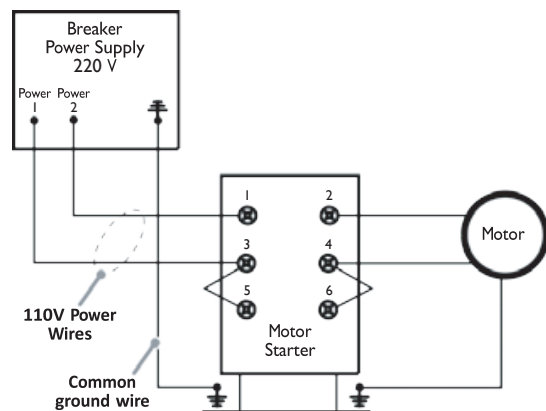 Breaker
Power Supply
220 V
Power Power
1 2
1 2
3 4
5 6
Motor
Starter
Motor
110V Power
Wires
Common
ground wire